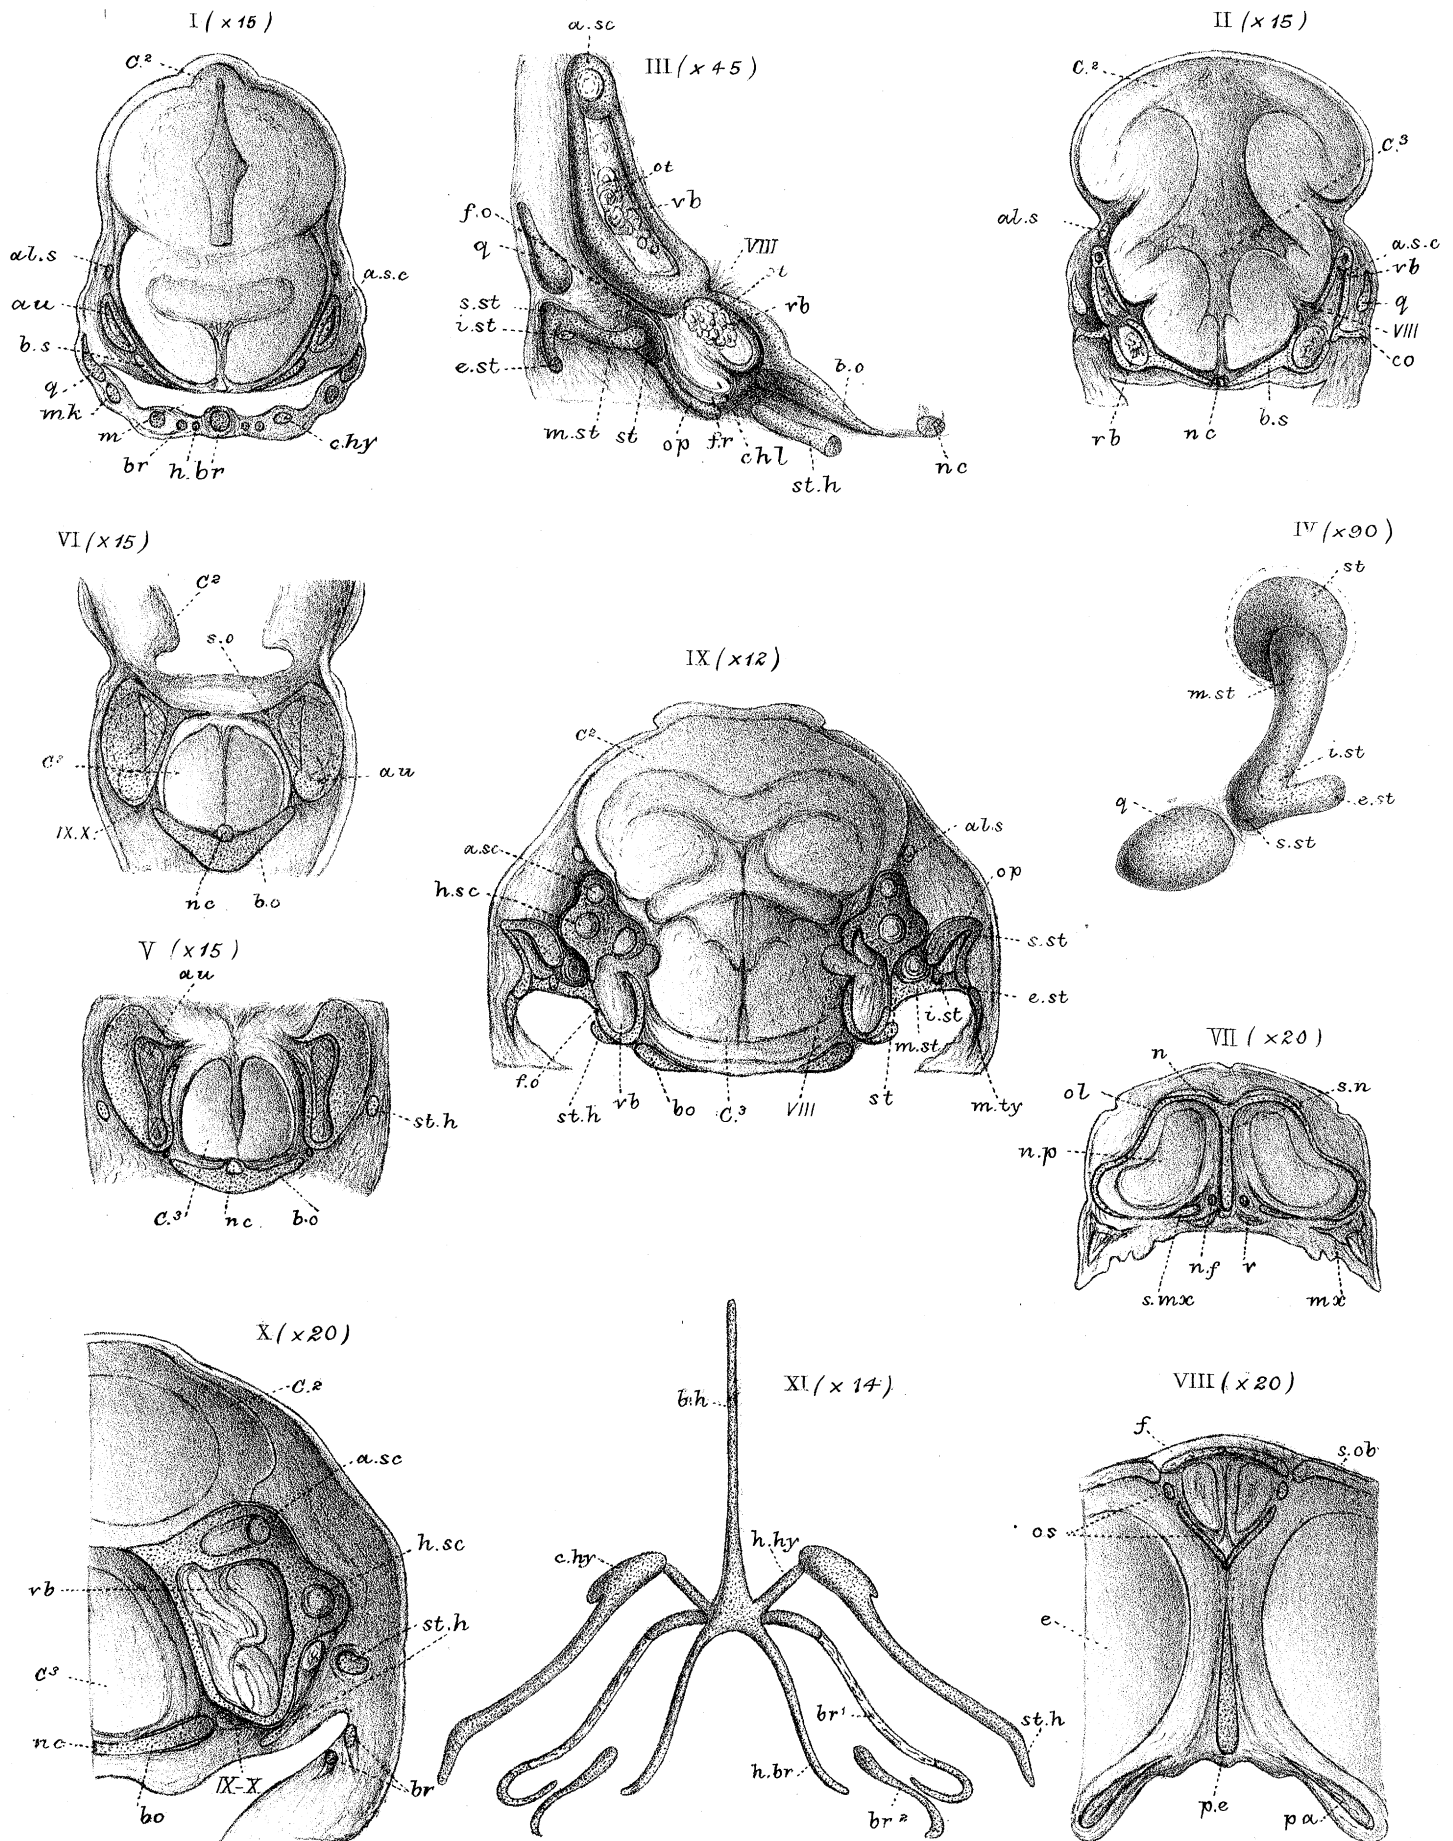 I (×15)
C.²
al.s
au
b.s
q
mk
m
br
h.br
c.hy
a.s.c
III (×45)
a.sc
ot
vb
f.o
q
VIII
vb
s.st
i.st
e.st
b.o
m.st
st
op
f.r
chl
st.h
nc
II (×15)
C.²
C.³
al.s
a.s.c
vb
q
VIII
co
vb
nc
b.s
VI (×15)
C²
s.o
au
IX.X.
nc
b.o
IV (×90)
st
m.st
i.st
e.st
q
s.st
IX (×12)
C²
a.sc
h.sc
al.s
op
s.st
e.st
i.st
m.st
f.o
st.h
vb
bo
C.³
VIII
st
m.ty
V (×15)
au
st.h
C.³
nc.
b.o
VII (×20)
n
ol
s.n
n.p
n.f
r
s.mx
mx
X (×20)
C.2
a.sc
h.sc
vb
st.h
C³
nc
IX-X
bo
br
XI (×14)
b.h
c.hy
h.hy
br¹
st.h
h.br
br²
VIII (×20)
f
s.ob
os
e
p.e
pa